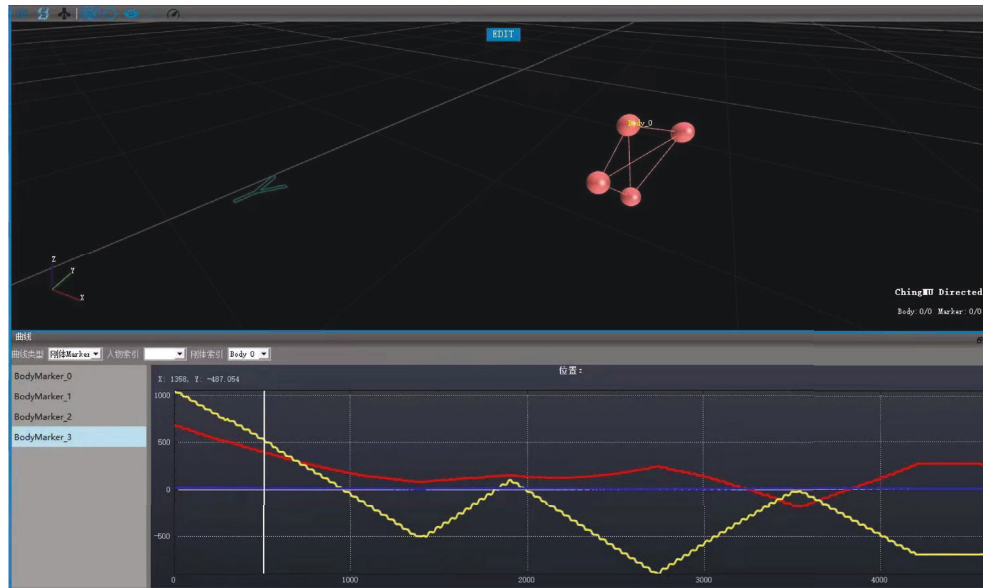 EDIT
Body_0
Z
Y
X
ChingMU Directed
Body:0/0 Marker:0/0
曲线
曲线类型 刚体Marker 人物索引 刚体索引 Body 0
BodyMarker_0
BodyMarker_1
BodyMarker_2
BodyMarker_3
位置:
X: 1358, Y: -487.054
1000
500
0
-500
0
1000
2000
3000
4000